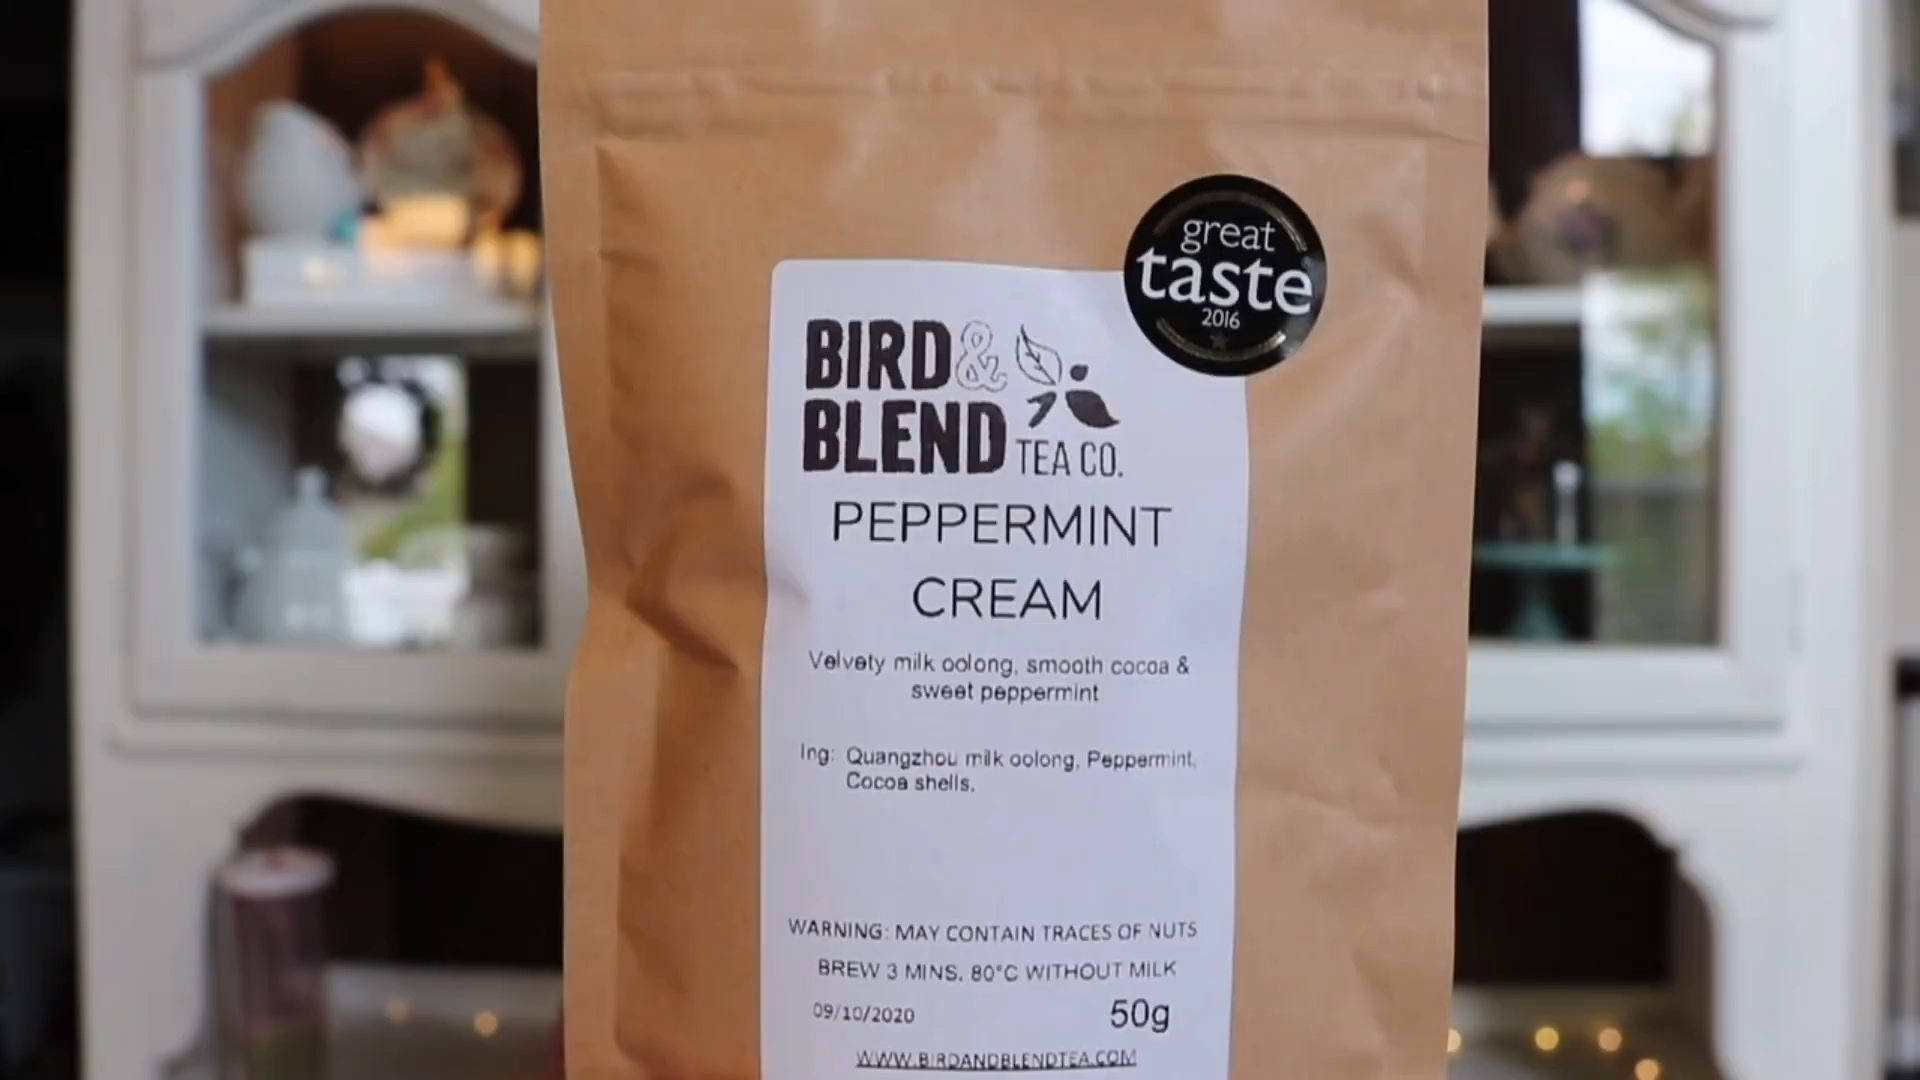 great
taste
2016
BIRD &
BLEND TEA CO.
PEPPERMINT
CREAM
Velvety milk oolong, smooth cocoa &
sweet peppermint
Ing: Quangzhou milk oolong, Peppermint,
Cocoa shells.
WARNING: MAY CONTAIN TRACES OF NUTS
BREW 3 MINS. 80°C WITHOUT MILK
09/10/2020 50g
WWW.BIRDANDBLENDTEA.COM